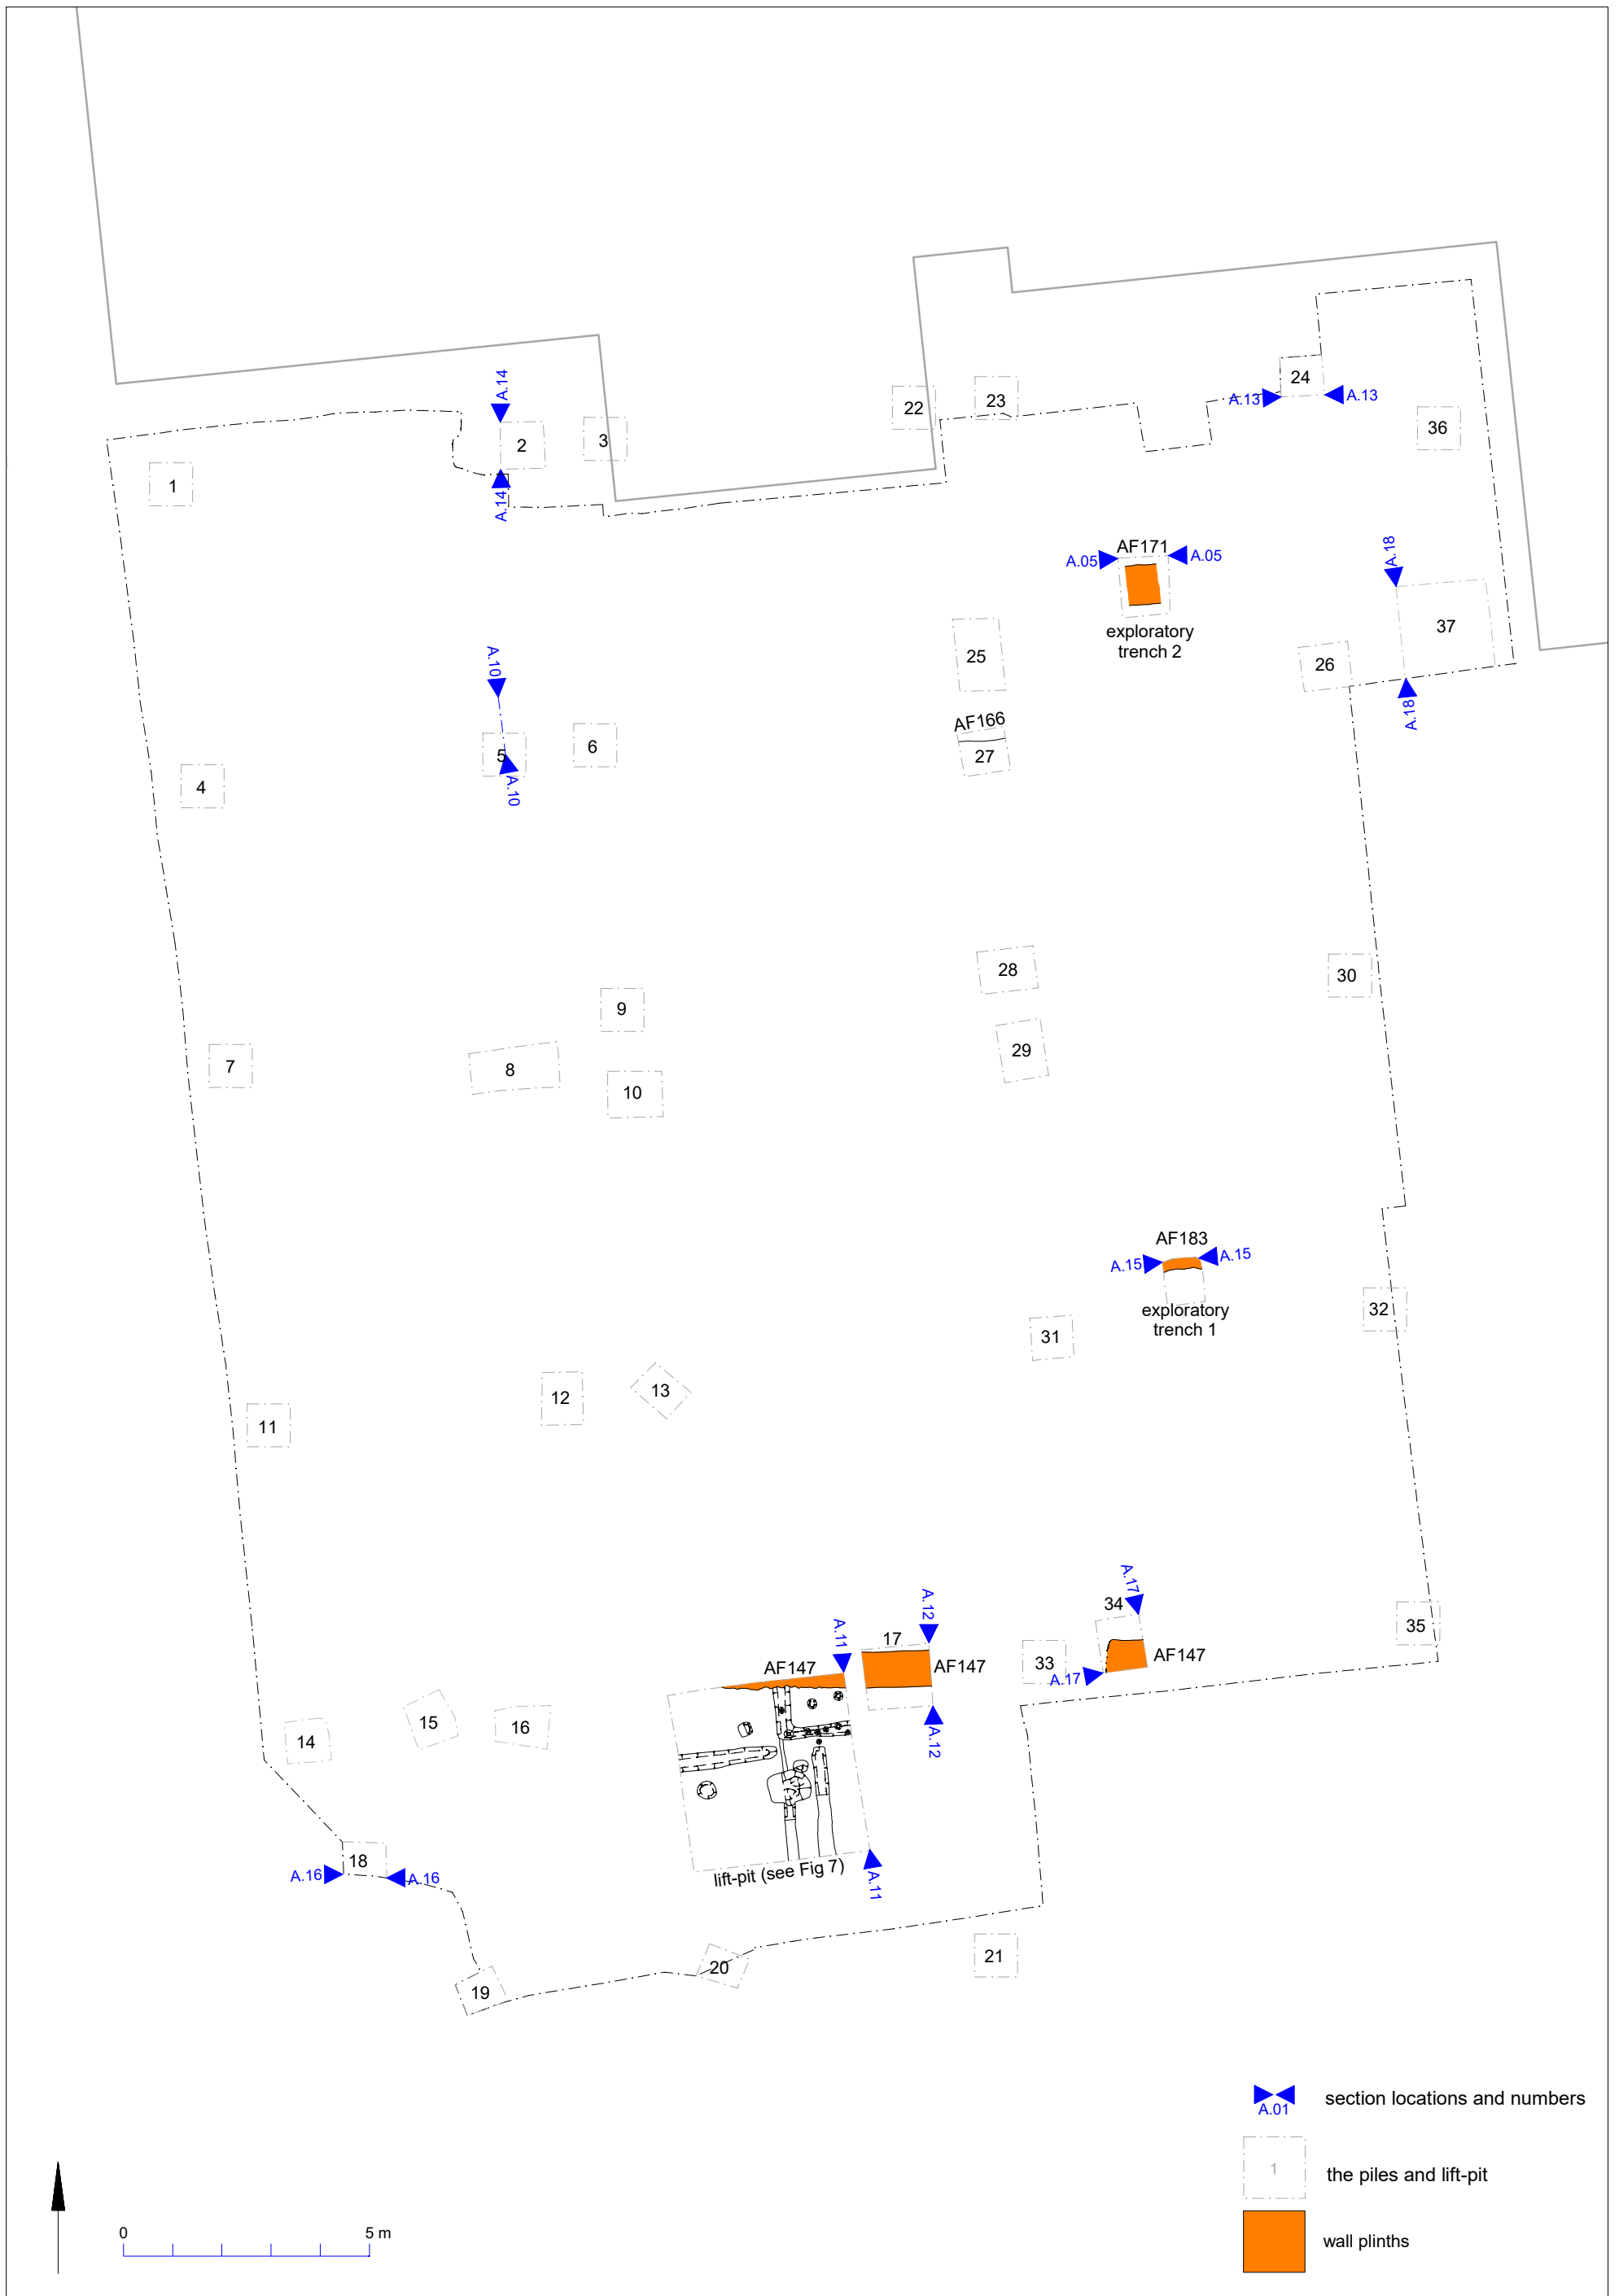 A.14
22
23
24
A.13
A.13
36
2
3
1
A.14
AF171
A.05
A.05
A.18
exploratory
trench 2
25
37
26
A.10
AF166
A.18
5
6
27
4
A.10
28
30
9
29
7
8
10
AF183
A.15
A.15
exploratory
trench 1
32
31
12
13
11
A.17
34
A.12
A.11
17
35
AF147
AF147
AF147
33
A.17
15
16
14
A.12
18
A.16
A.16
lift-pit (see Fig 7)
A.11
21
20
19
A.01
section locations and numbers
1
the piles and lift-pit
0
5 m
wall plinths